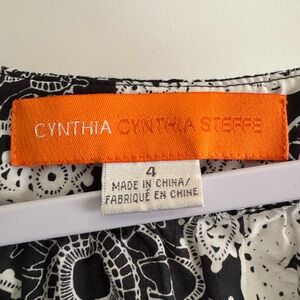 CYNTHIA CYNTHIA STEFFE
4
MADE IN CHINA/
FABRIQUÉ EN CHINE